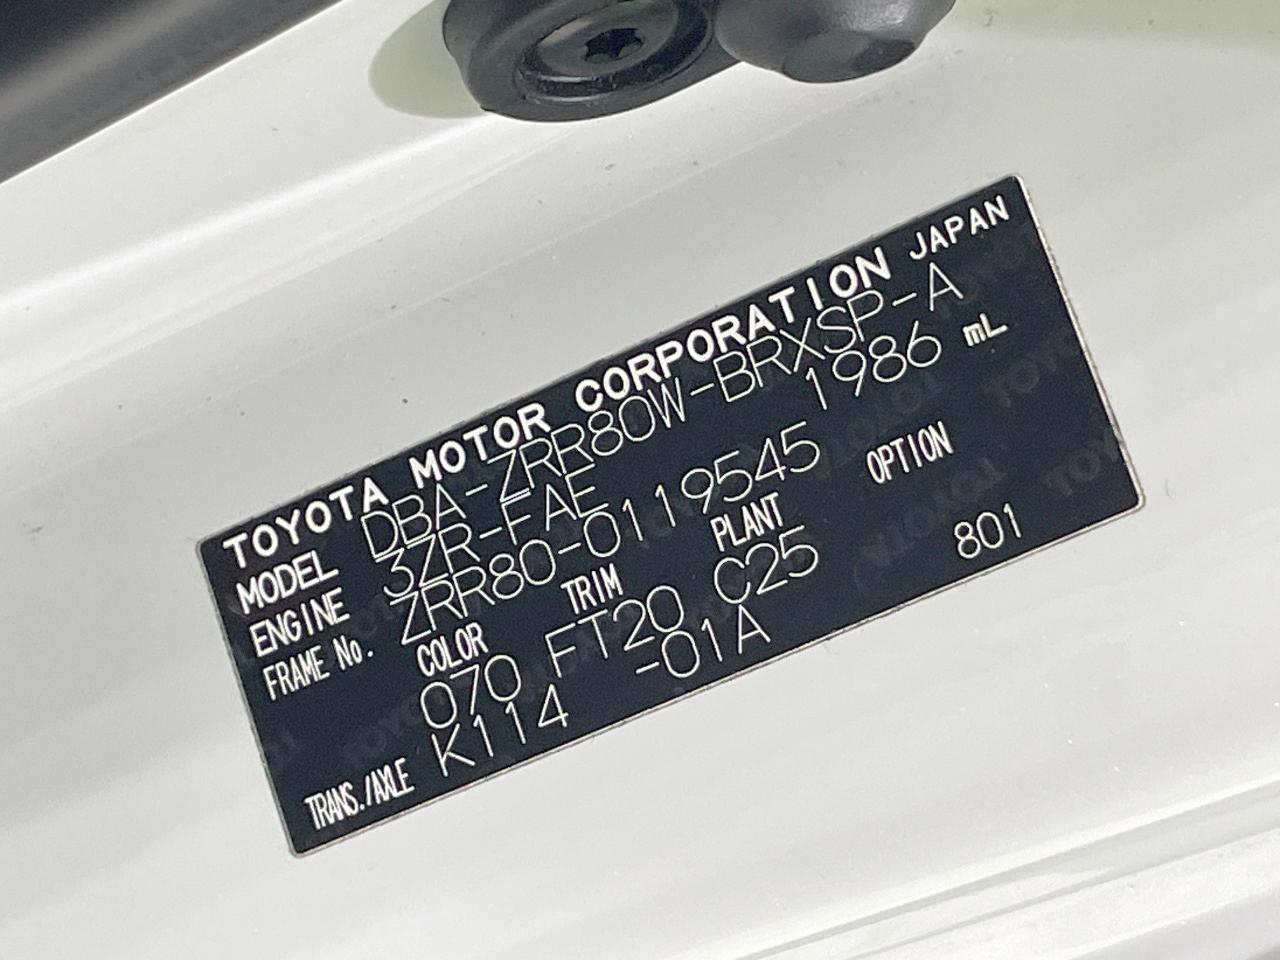 TOYOTA MOTOR CORPORATION JAPAN
MODEL DBA-ZRR80W-BRXSP-A
ENGINE 3ZR-FAE 1986 mL
FRAME No. ZRR80-0119545
COLOR TRIM PLANT OPTION
070 FT20 C25 801
TRANS./AXLE K114 -01A